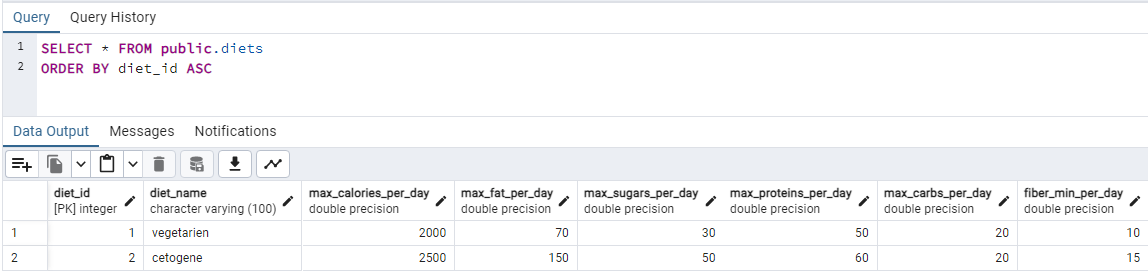 Query Query History
1 SELECT * FROM public.diets
2 ORDER BY diet_id ASC
Data Output Messages Notifications
diet_id diet_name max_calories_per_day max_fat_per_day max_sugars_per_day max_proteins_per_day max_carbs_per_day fiber_min_per_day
[PK] integer character varying (100) double precision double precision double precision double precision double precision double precision
1 1 vegetarien 2000 70 30 50 20 10
2 2 cetogene 2500 150 50 60 20 15